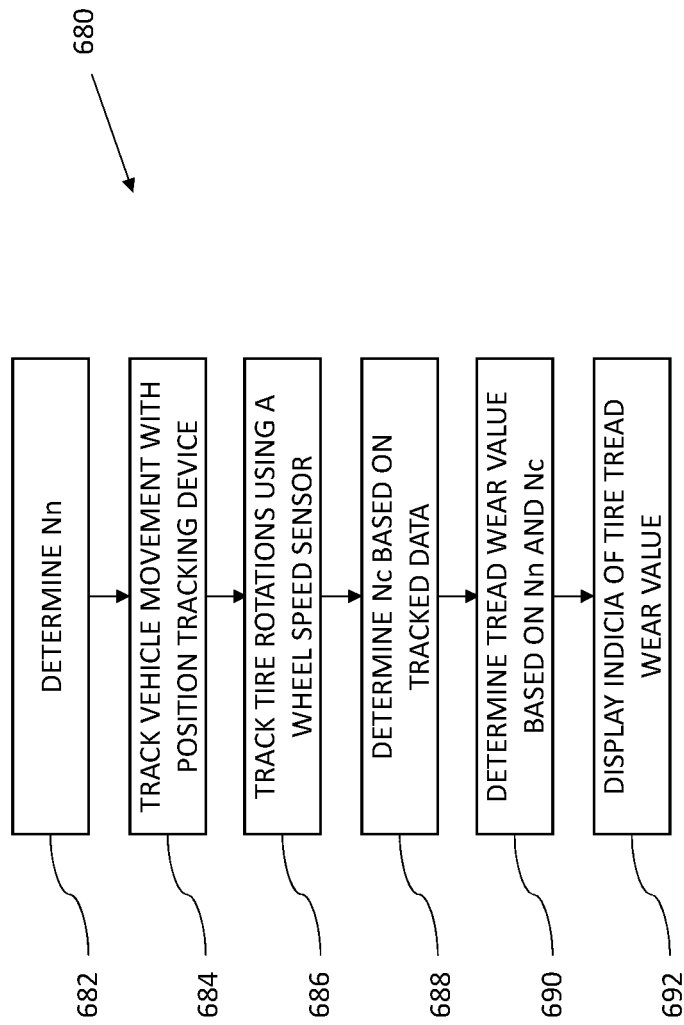 680
DETERMINE Nn
682
TRACK VEHICLE MOVEMENT WITH
POSITION TRACKING DEVICE
684
TRACK TIRE ROTATIONS USING A
WHEEL SPEED SENSOR
686
DETERMINE Nc BASED ON
TRACKED DATA
688
DETERMINE TREAD WEAR VALUE
BASED ON Nn AND Nc
690
DISPLAY INDICIA OF TIRE TREAD
WEAR VALUE
692